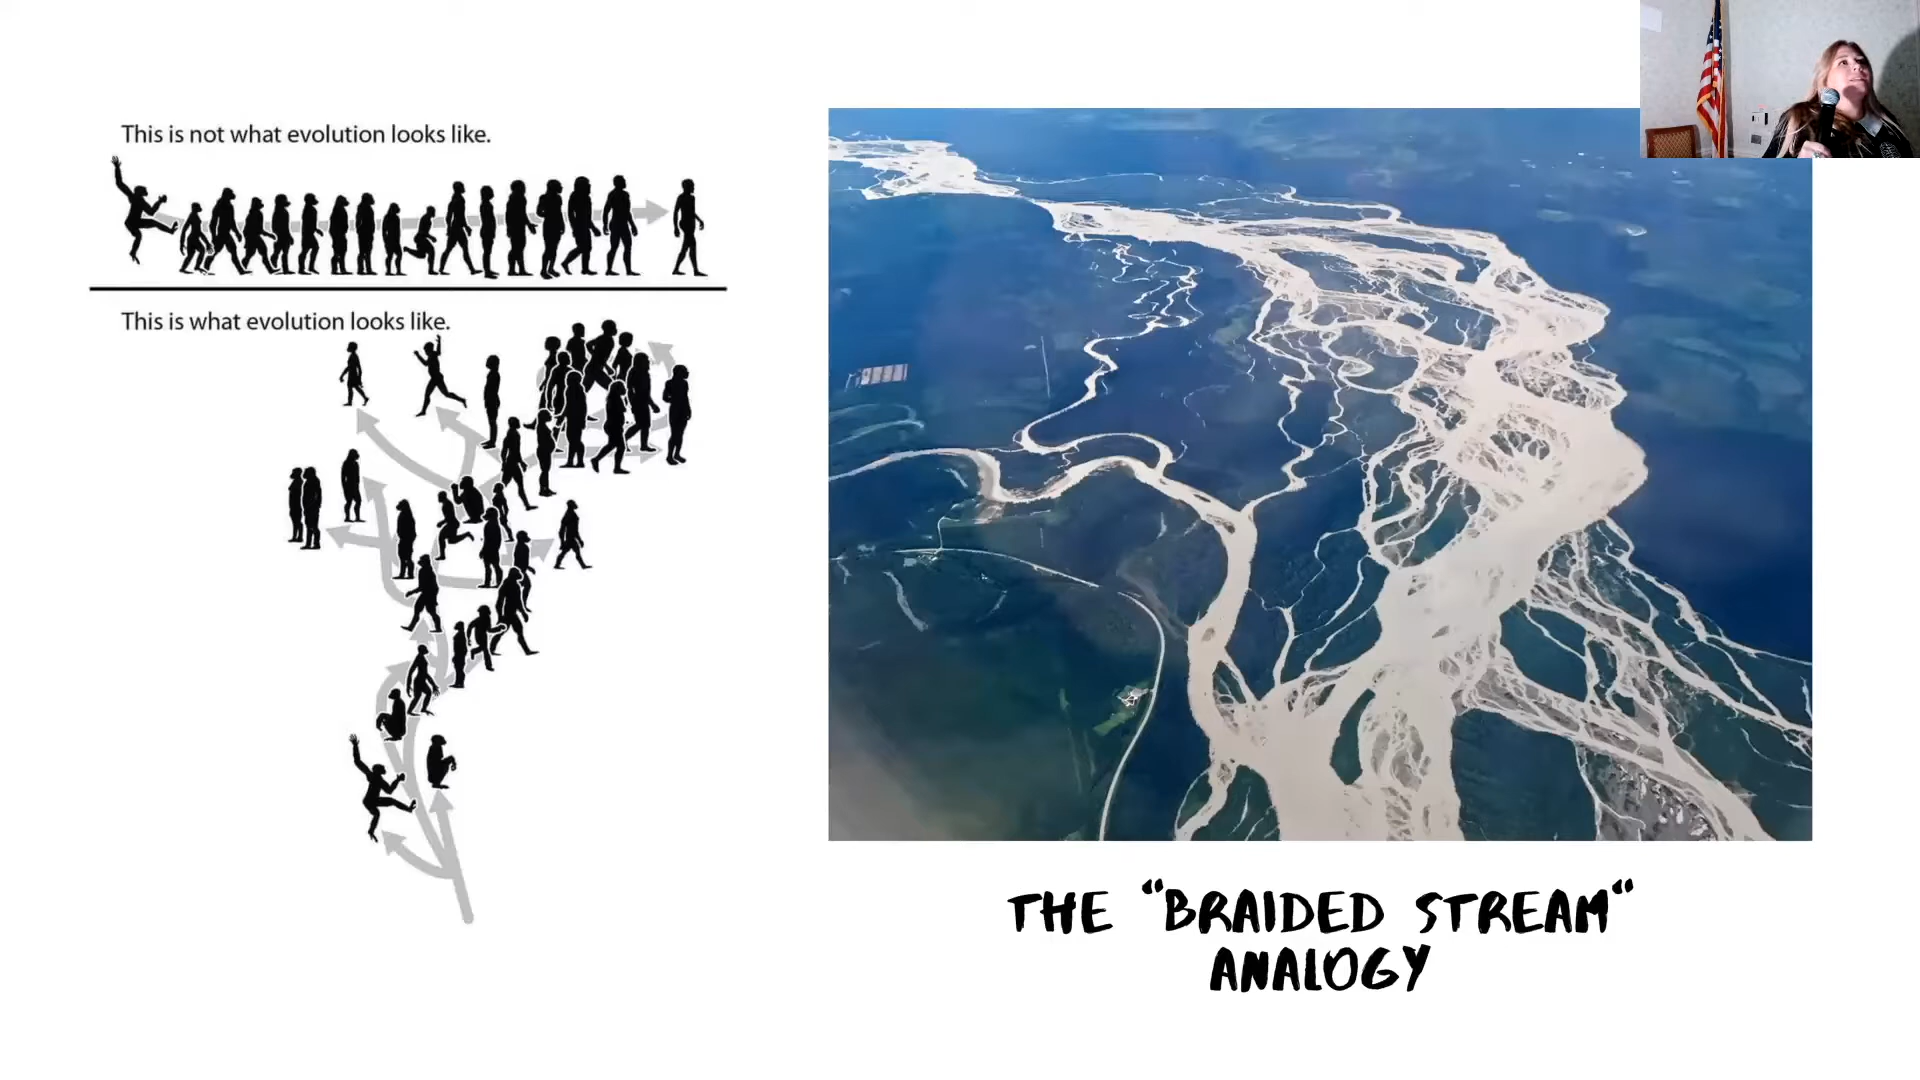 This is not what evolution looks like.
This is what evolution looks like.
THE “BRAIDED STREAM“
ANALOGY